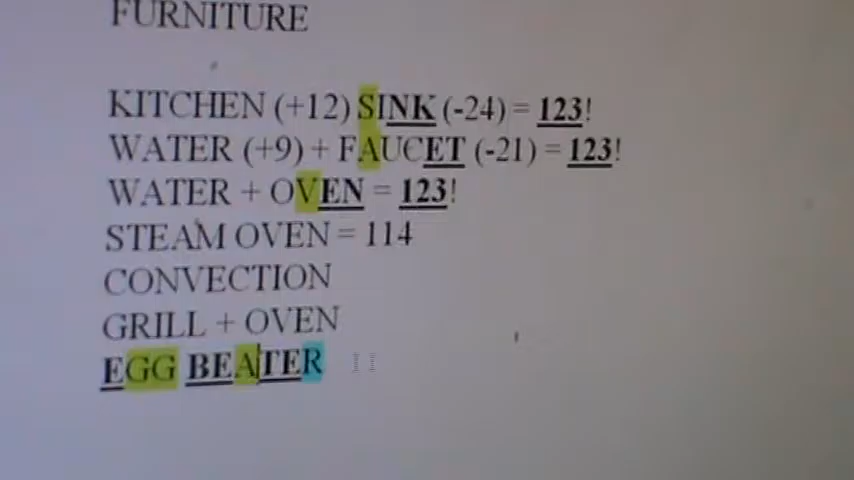 FURNITURE
KITCHEN (+12) SINK (-24) = 123!
WATER (+9) + FAUCET (-21) = 123!
WATER + OVEN = 123!
STEAM OVEN = 114
CONVECTION
GRILL + OVEN
EGG BEATER